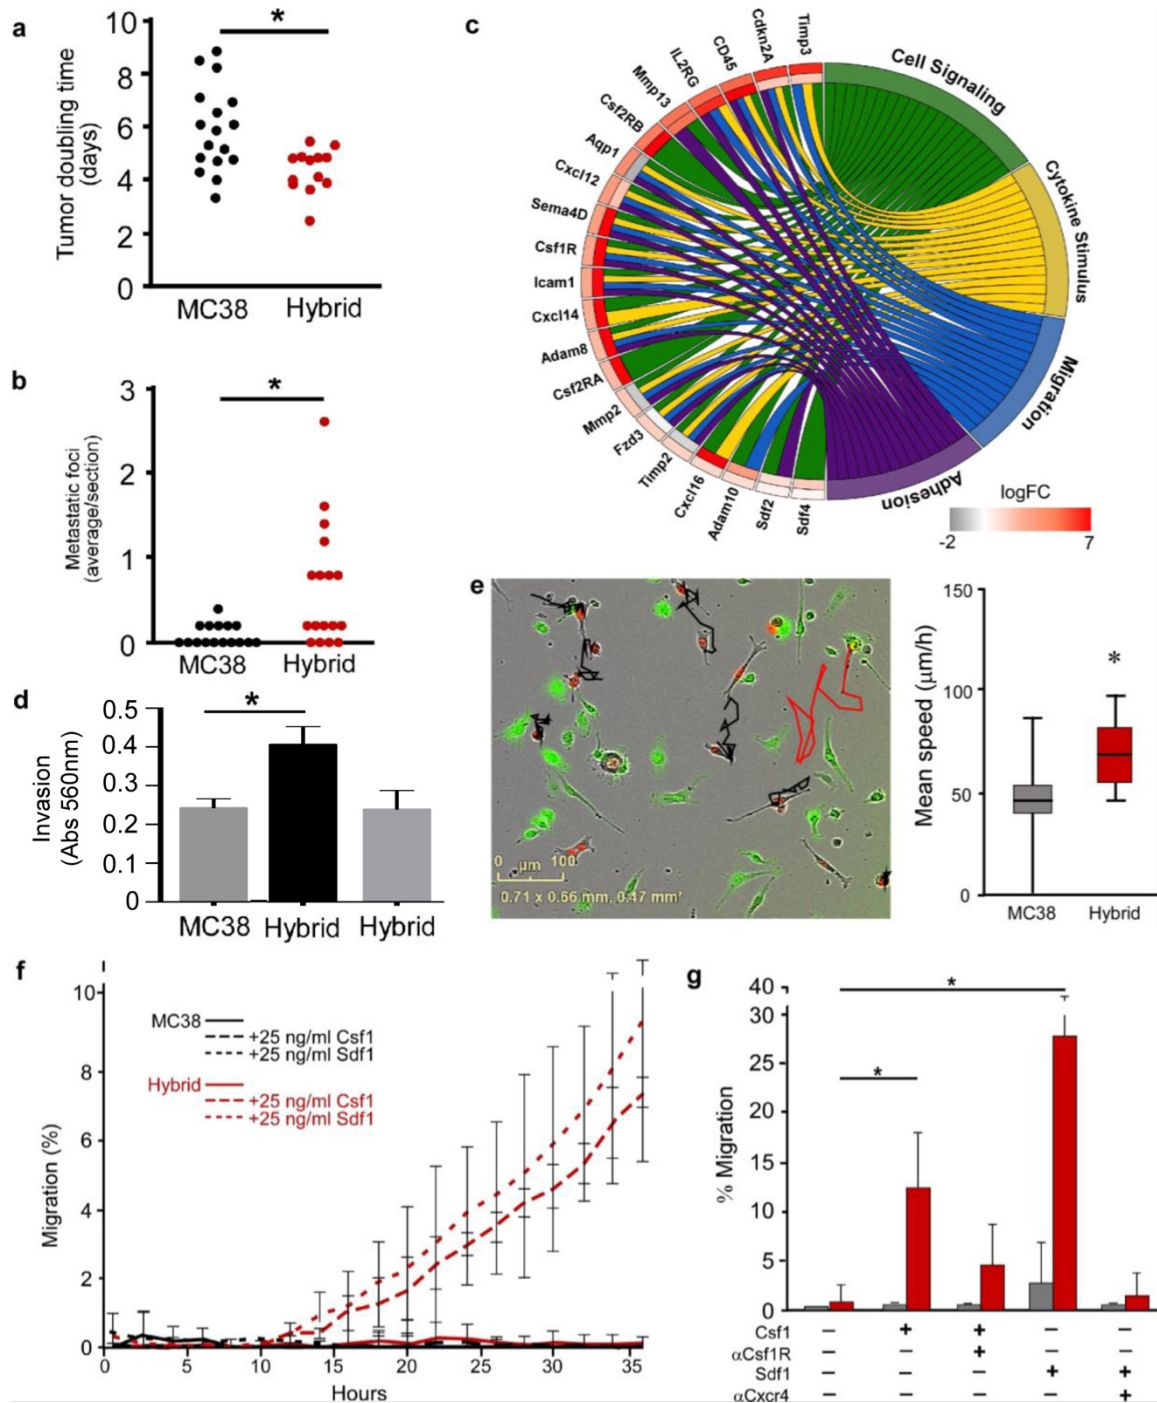 a
*
Tumor doubling time
(days)
10
8
6
4
2
0
MC38
Hybrid
b
*
Metastatic foci
(average/section)
3
2
1
0
MC38
Hybrid
c
Timp3
Cdkn2A
CD45
IL2RG
Mmp13
Csf2RB
Aqp1
Cxcl12
Sema4D
Csf1R
Icam1
Cxcl14
Adam8
Csf2RA
Mmp2
Fzd3
Timp2
Cxcl16
Adam10
Sdf2
Sdf4
Cell Signaling
Cytokine Stimulus
Migration
Adhesion
logFC
-2
7
d
*
Invasion
(Abs 560nm)
0.5
0.4
0.3
0.2
0.1
0
MC38
Hybrid
Hybrid
e
0 µm 100
0.71 x 0.56 mm, 0.47 mm²
Mean speed (µm/h)
150
100
50
0
*
MC38
Hybrid
f
Migration (%)
10
8
6
4
2
0
MC38
+25 ng/ml Csf1
+25 ng/ml Sdf1
Hybrid
+25 ng/ml Csf1
+25 ng/ml Sdf1
0 5 10 15 20 25 30 35
Hours
g
% Migration
40
30
25
20
15
10
5
0
*
*
Csf1 – + + – –
αCsf1R – – + – –
Sdf1 – – – + +
αCxcr4 – – – – +